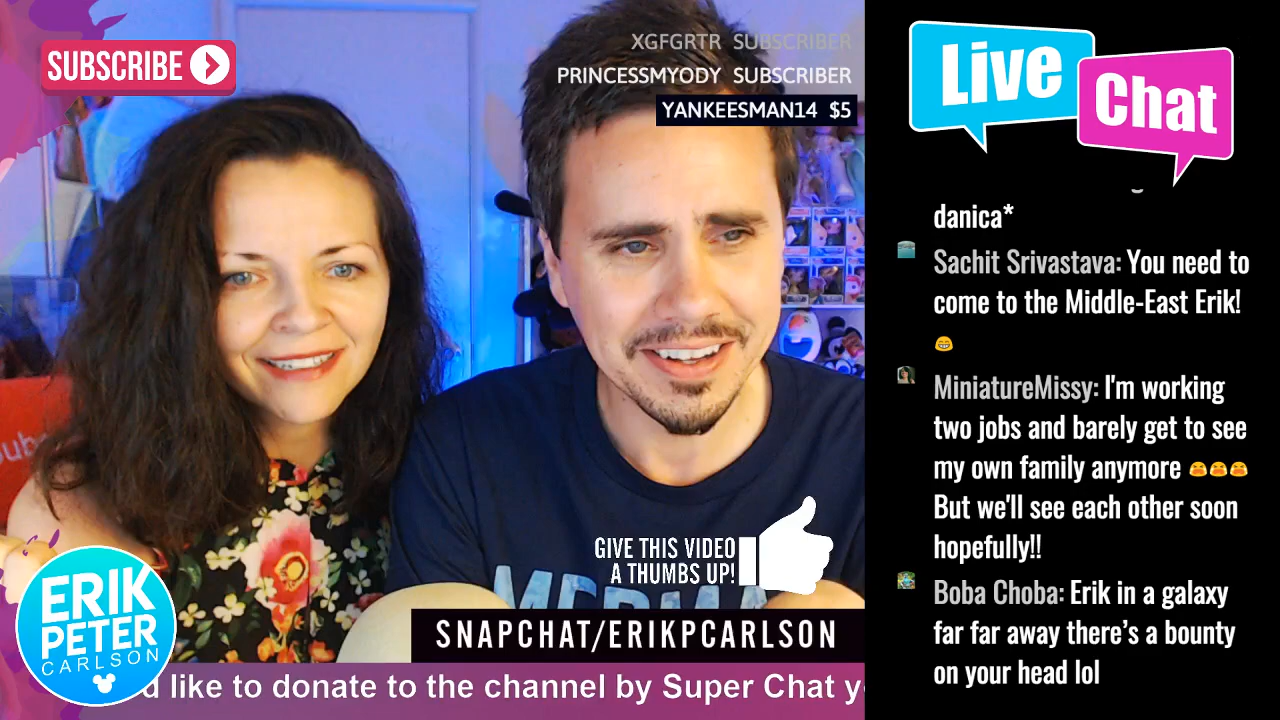 SUBSCRIBE
XGFGRTR SUBSCRIBER
PRINCESSMYODY SUBSCRIBER
YANKEESMAN14 $5
GIVE THIS VIDEO
A THUMBS UP!
SNAPCHAT/ERIKPCARLSON
ERIK
PETER
CARLSON
d like to donate to the channel by Super Chat y
Live
Chat
danica*
Sachit Srivastava: You need to
come to the Middle-East Erik!
😂
MiniatureMissy: I'm working
two jobs and barely get to see
my own family anymore 😫😫😫
But we'll see each other soon
hopefully!!
Boba Choba: Erik in a galaxy
far far away there’s a bounty
on your head lol